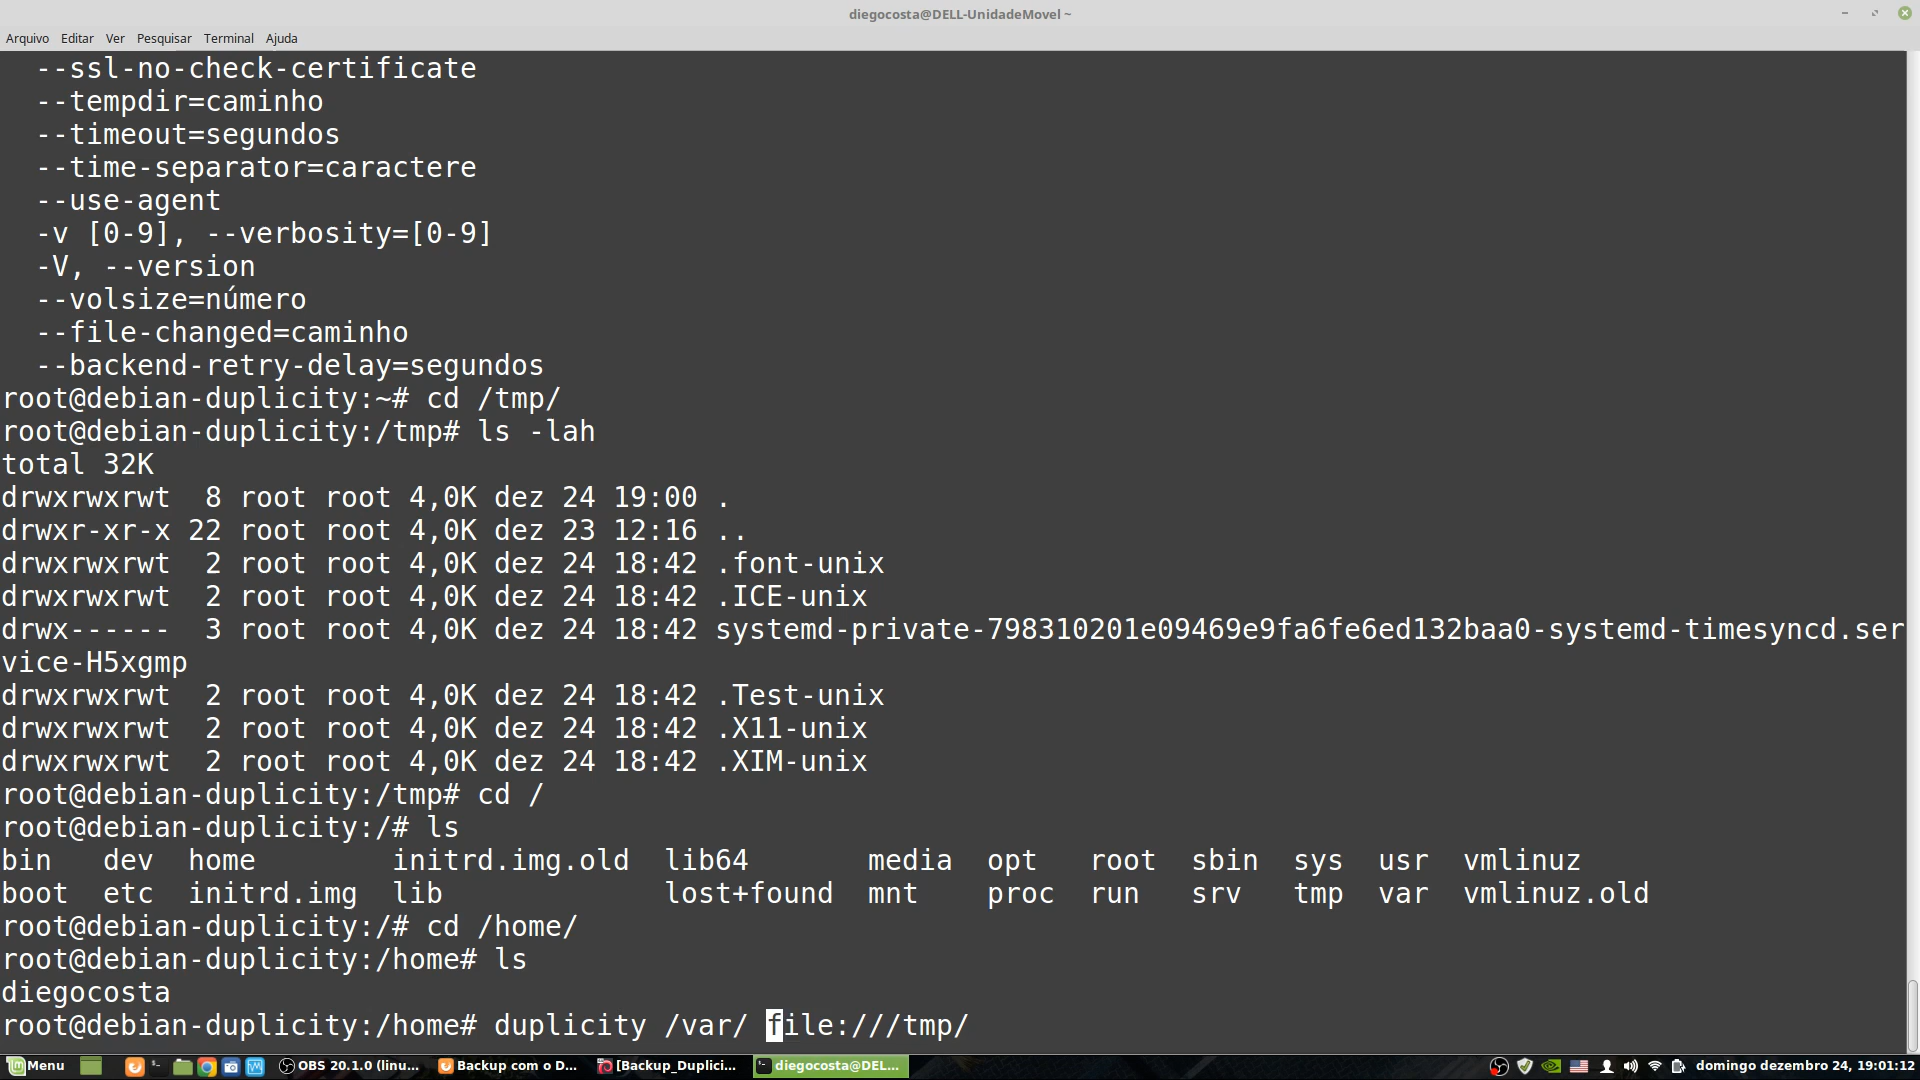 diegocosta@DELL-UnidadeMovel ~
Arquivo Editar Ver Pesquisar Terminal Ajuda
--ssl-no-check-certificate
--tempdir=caminho
--timeout=segundos
--time-separator=caractere
--use-agent
-v [0-9], --verbosity=[0-9]
-V, --version
--volsize=número
--file-changed=caminho
--backend-retry-delay=segundos
root@debian-duplicity:~# cd /tmp/
root@debian-duplicity:/tmp# ls -lah
total 32K
drwxrwxrwt  8 root root 4,0K dez 24 19:00 .
drwxr-xr-x 22 root root 4,0K dez 23 12:16 ..
drwxrwxrwt  2 root root 4,0K dez 24 18:42 .font-unix
drwxrwxrwt  2 root root 4,0K dez 24 18:42 .ICE-unix
drwx------  3 root root 4,0K dez 24 18:42 systemd-private-798310201e09469e9fa6fe6ed132baa0-systemd-timesyncd.ser
vice-H5xgmp
drwxrwxrwt  2 root root 4,0K dez 24 18:42 .Test-unix
drwxrwxrwt  2 root root 4,0K dez 24 18:42 .X11-unix
drwxrwxrwt  2 root root 4,0K dez 24 18:42 .XIM-unix
root@debian-duplicity:/tmp# cd /
root@debian-duplicity:/# ls
bin   dev  home        initrd.img.old  lib64       media  opt   root  sbin  sys  usr  vmlinuz
boot  etc  initrd.img  lib             lost+found  mnt    proc  run   srv   tmp  var  vmlinuz.old
root@debian-duplicity:/# cd /home/
root@debian-duplicity:/home# ls
diegocosta
root@debian-duplicity:/home# duplicity /var/ file:///tmp/
Menu OBS 20.1.0 (linu... Backup com o D... [Backup_Duplici... diegocosta@DEL... domingo dezembro 24, 19:01:12